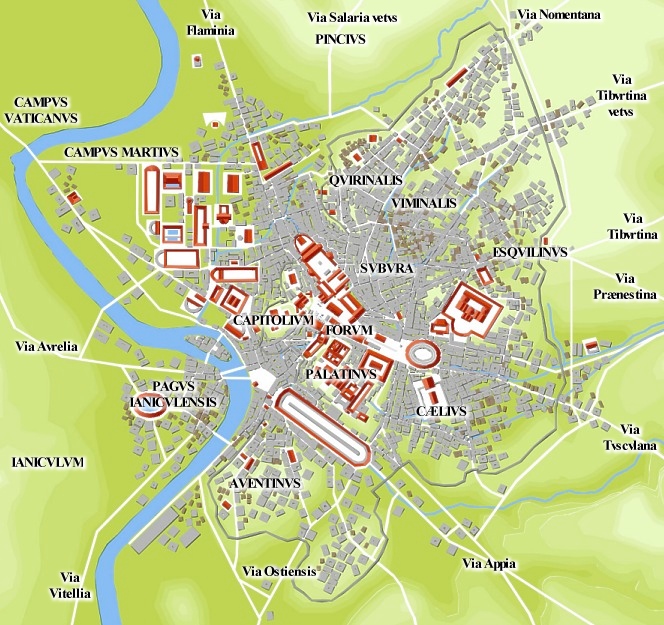 Via
Flaminia
Via Salaria vetvs
PINCIVS
Via Nomentana
CAMPVS
VATICANVS
Via
Tibvrtina
vetvs
CAMPVS MARTIVS
QVIRINALIS
VIMINALIS
Via
Tibvrtina
ESQVILINVS
SVBVRA
Via
Prænestina
CAPITOLIVM
FORVM
Via Avrelia
PALATINVS
PAGVS
IANICVLENSIS
CÆLIVS
Via
Tvscvlana
IANICVLVM
AVENTINVS
Via Appia
Via Ostiensis
Via
Vitellia